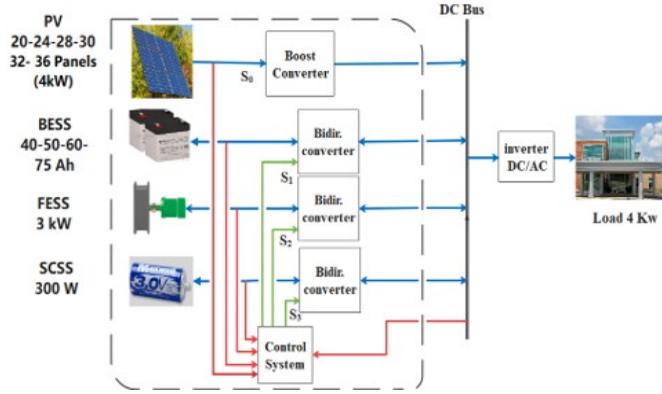 PV
20-24-28-30
32- 36 Panels
(4kW)
BESS
40-50-60-
75 Ah
FESS
3 kW
SCSS
300 W
DC Bus
S0
Boost
Converter
Bidir.
converter
S1
Bidir.
converter
S2
Bidir.
converter
S3
Control
System
3.0V
inverter
DC/AC
Load 4 Kw